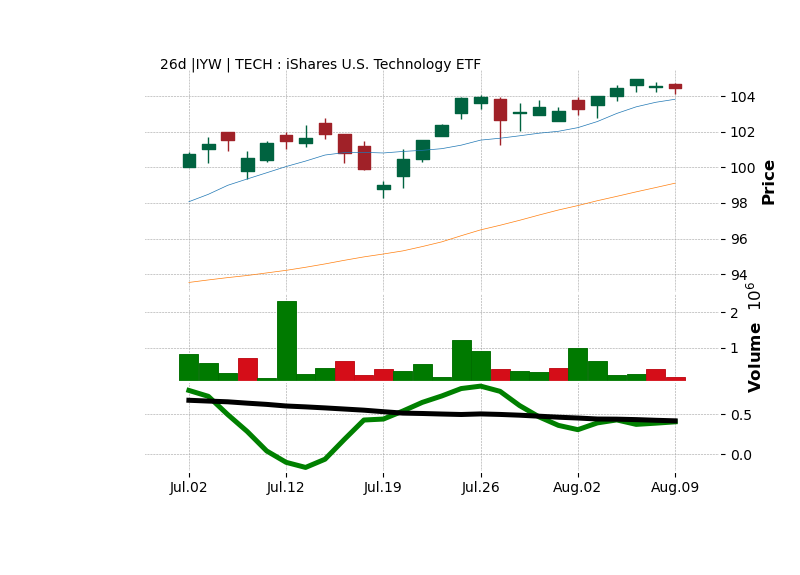 26d |IYW | TECH : iShares U.S. Technology ETF
104
102
100
98
96
94
Price
2
1
Volume 10^6
0.5
0.0
Jul.02 Jul.12 Jul.19 Jul.26 Aug.02 Aug.09